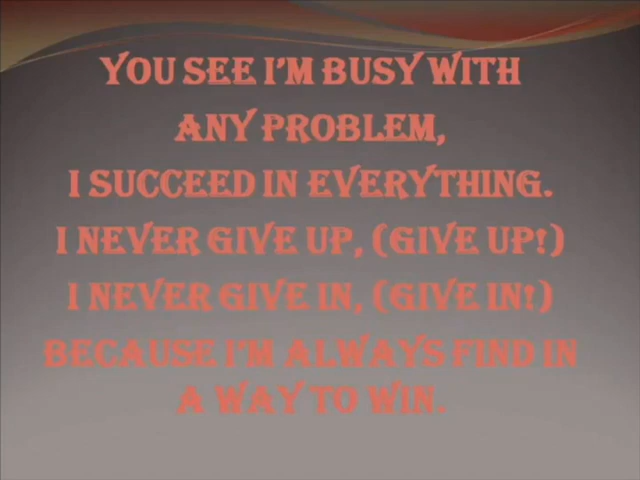 YOU SEE I'M BUSY WITH
ANY PROBLEM,
I SUCCEED IN EVERYTHING.
I NEVER GIVE UP, (GIVE UP!)
I NEVER GIVE IN, (GIVE IN!)
BECAUSE I'M ALWAYS FIND IN
A WAY TO WIN.